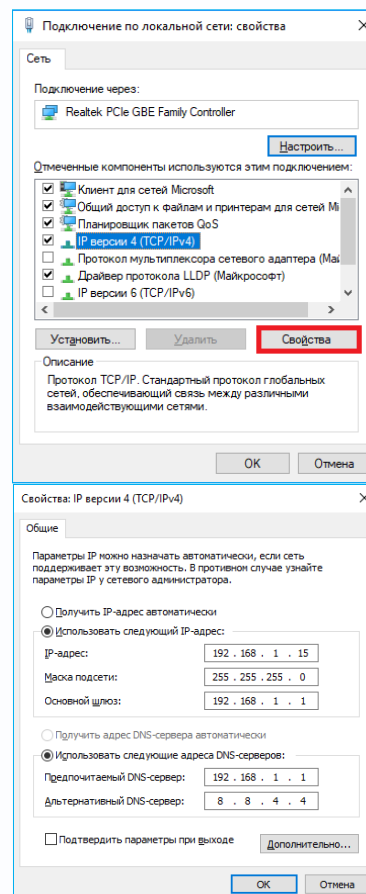 Подключение по локальной сети: свойства
Сеть
Подключение через:
Realtek PCIe GBE Family Controller
Настроить...
Отмеченные компоненты используются этим подключением:
Клиент для сетей Microsoft
Общий доступ к файлам и принтерам для сетей Mi
Планировщик пакетов QoS
IP версии 4 (TCP/IPv4)
Протокол мультиплексора сетевого адаптера (Май
Драйвер протокола LLDP (Майкрософт)
IP версии 6 (TCP/IPv6)
Установить... Удалить Свойства
Описание
Протокол TCP/IP. Стандартный протокол глобальных
сетей, обеспечивающий связь между различными
взаимодействующими сетями.
OK Отмена
Свойства: IP версии 4 (TCP/IPv4)
Общие
Параметры IP можно назначать автоматически, если сеть
поддерживает эту возможность. В противном случае узнайте
параметры IP у сетевого администратора.
Получить IP-адрес автоматически
Использовать следующий IP-адрес:
IP-адрес: 192 . 168 . 1 . 15
Маска подсети: 255 . 255 . 255 . 0
Основной шлюз: 192 . 168 . 1 . 1
Получить адрес DNS-сервера автоматически
Использовать следующие адреса DNS-серверов:
Предпочитаемый DNS-сервер: 192 . 168 . 1 . 1
Альтернативный DNS-сервер: 8 . 8 . 4 . 4
Подтвердить параметры при выходе Дополнительно...
OK Отмена